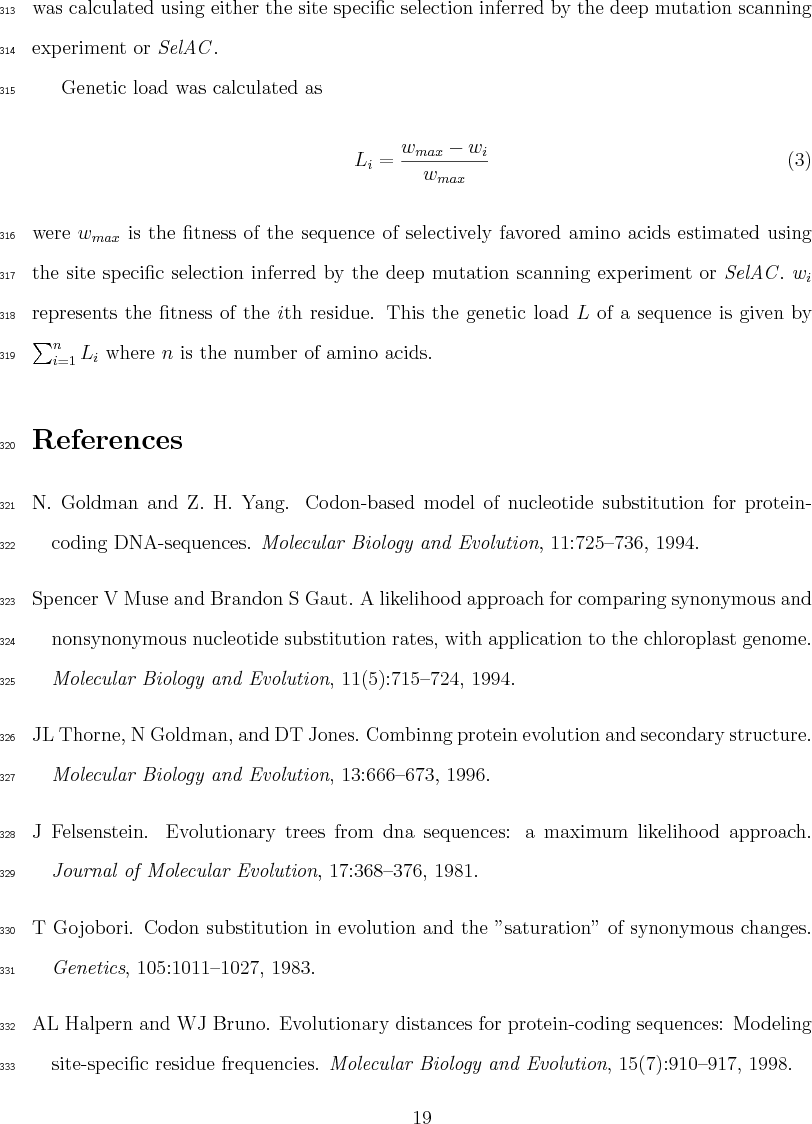 313 was calculated using either the site specific selection inferred by the deep mutation scanning
314 experiment or SelAC.
315 Genetic load was calculated as
L_i = \frac{w_{max} - w_i}{w_{max}} (3)
316 were w_{max} is the fitness of the sequence of selectively favored amino acids estimated using
317 the site specific selection inferred by the deep mutation scanning experiment or SelAC. w_i
318 represents the fitness of the ith residue. This the genetic load L of a sequence is given by
319 \sum_{i=1}^{n} L_i where n is the number of amino acids.
320 References
321 N. Goldman and Z. H. Yang. Codon-based model of nucleotide substitution for protein-
322 coding DNA-sequences. Molecular Biology and Evolution, 11:725–736, 1994.
323 Spencer V Muse and Brandon S Gaut. A likelihood approach for comparing synonymous and
324 nonsynonymous nucleotide substitution rates, with application to the chloroplast genome.
325 Molecular Biology and Evolution, 11(5):715–724, 1994.
326 JL Thorne, N Goldman, and DT Jones. Combinng protein evolution and secondary structure.
327 Molecular Biology and Evolution, 13:666–673, 1996.
328 J Felsenstein. Evolutionary trees from dna sequences: a maximum likelihood approach.
329 Journal of Molecular Evolution, 17:368–376, 1981.
330 T Gojobori. Codon substitution in evolution and the ”saturation” of synonymous changes.
331 Genetics, 105:1011–1027, 1983.
332 AL Halpern and WJ Bruno. Evolutionary distances for protein-coding sequences: Modeling
333 site-specific residue frequencies. Molecular Biology and Evolution, 15(7):910–917, 1998.
19